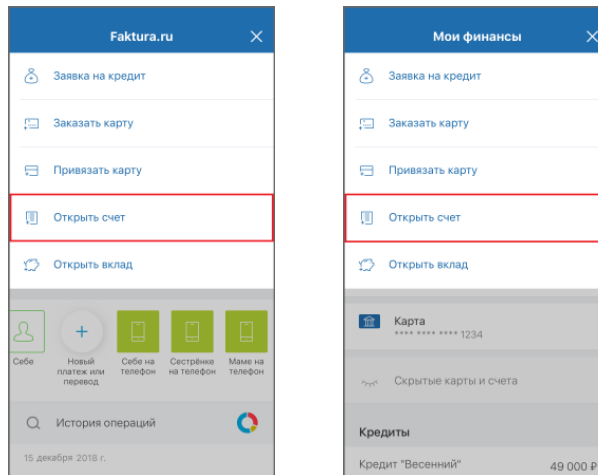 Faktura.ru
Заявка на кредит
Заказать карту
Привязать карту
Открыть счет
Открыть вклад
Себе
Новый
платеж или
перевод
Себе на
телефон
Сестрёнке
на телефон
Маме на
телефон
История операций
15 декабря 2018 г.
Мои финансы
Заявка на кредит
Заказать карту
Привязать карту
Открыть счет
Открыть вклад
Карта
**** **** **** 1234
Скрытые карты и счета
Кредиты
Кредит "Весенний" 49 000 ₽